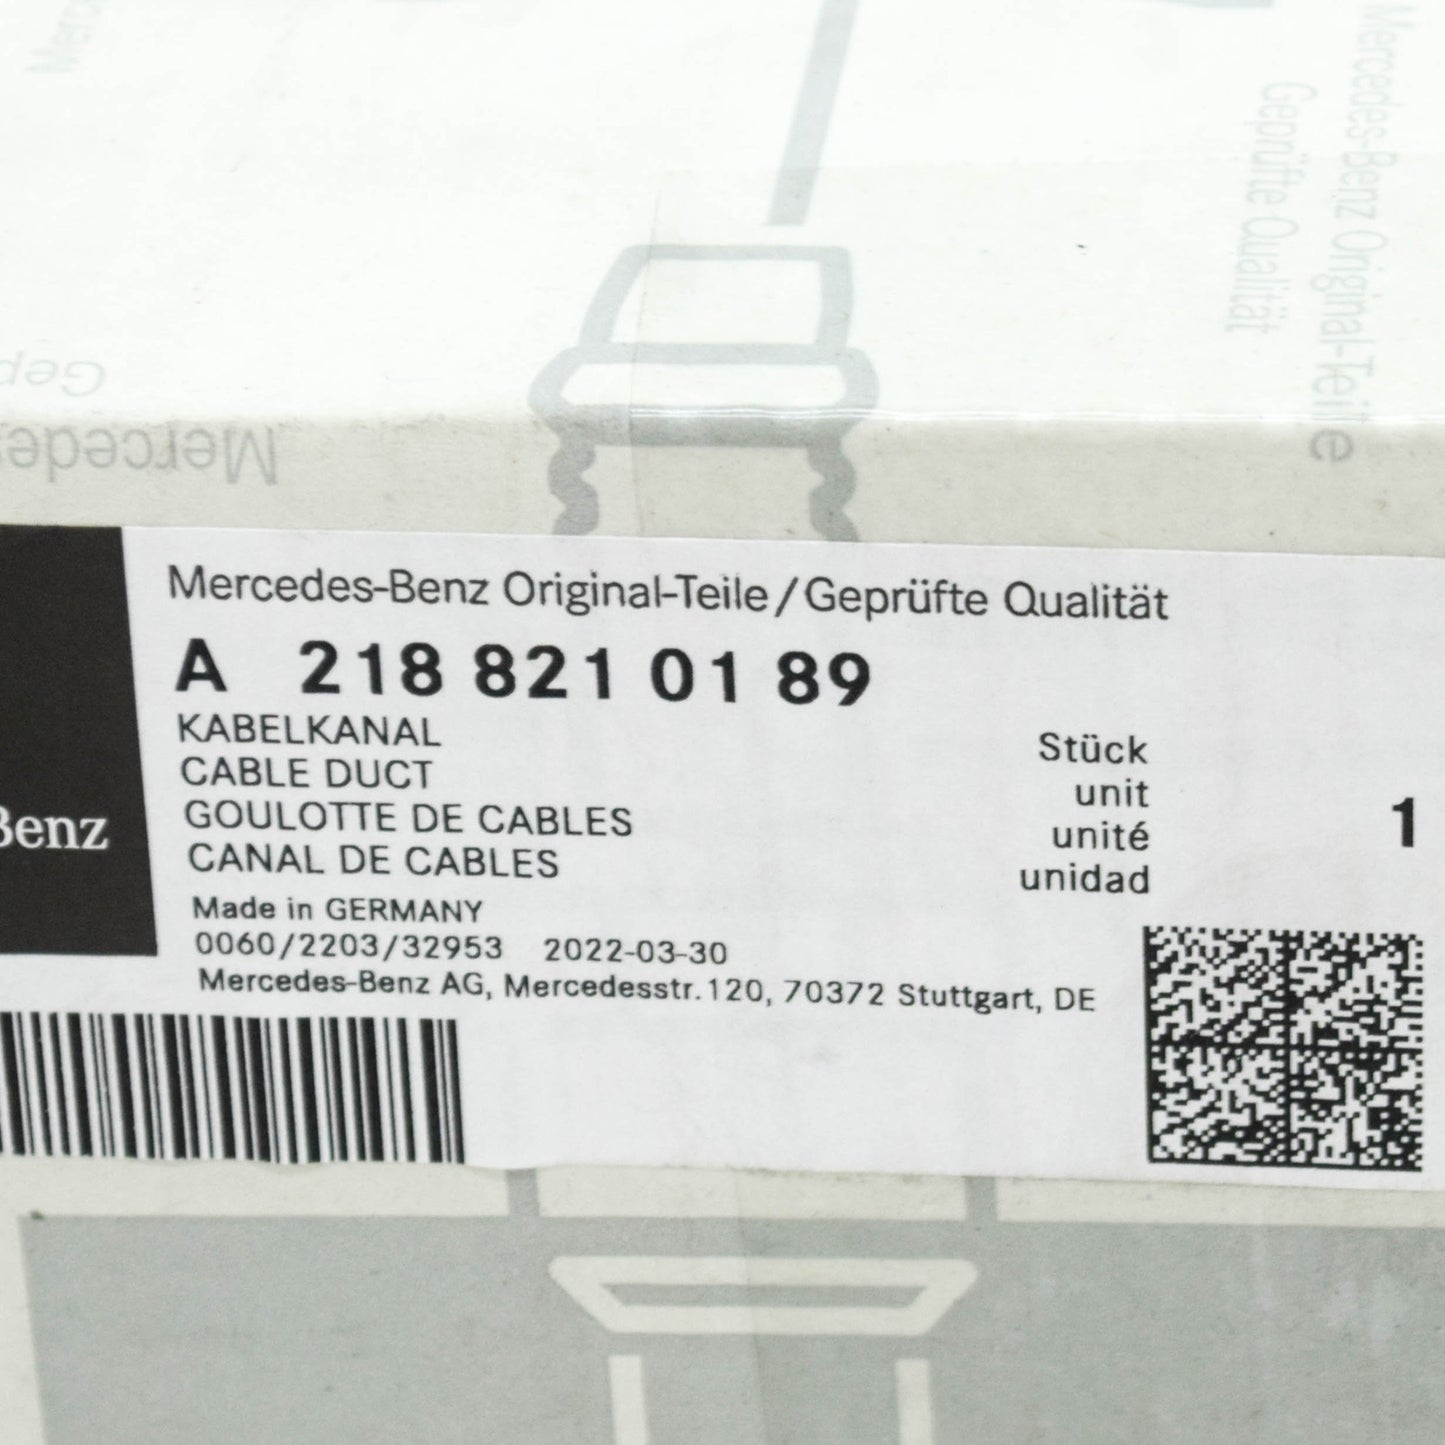 Mercedes-Benz Original-Teile
Geprüfte Qualität
Gep
Mercedes
Mercedes-Benz Original-Teile/Geprüfte Qualität
A 218 821 01 89
KABELKANAL
CABLE DUCT
GOULOTTE DE CABLES
CANAL DE CABLES
Stück
unit
unité
unidad
1
Benz
Made in GERMANY
0060/2203/32953 2022-03-30
Mercedes-Benz AG, Mercedesstr.120, 70372 Stuttgart, DE